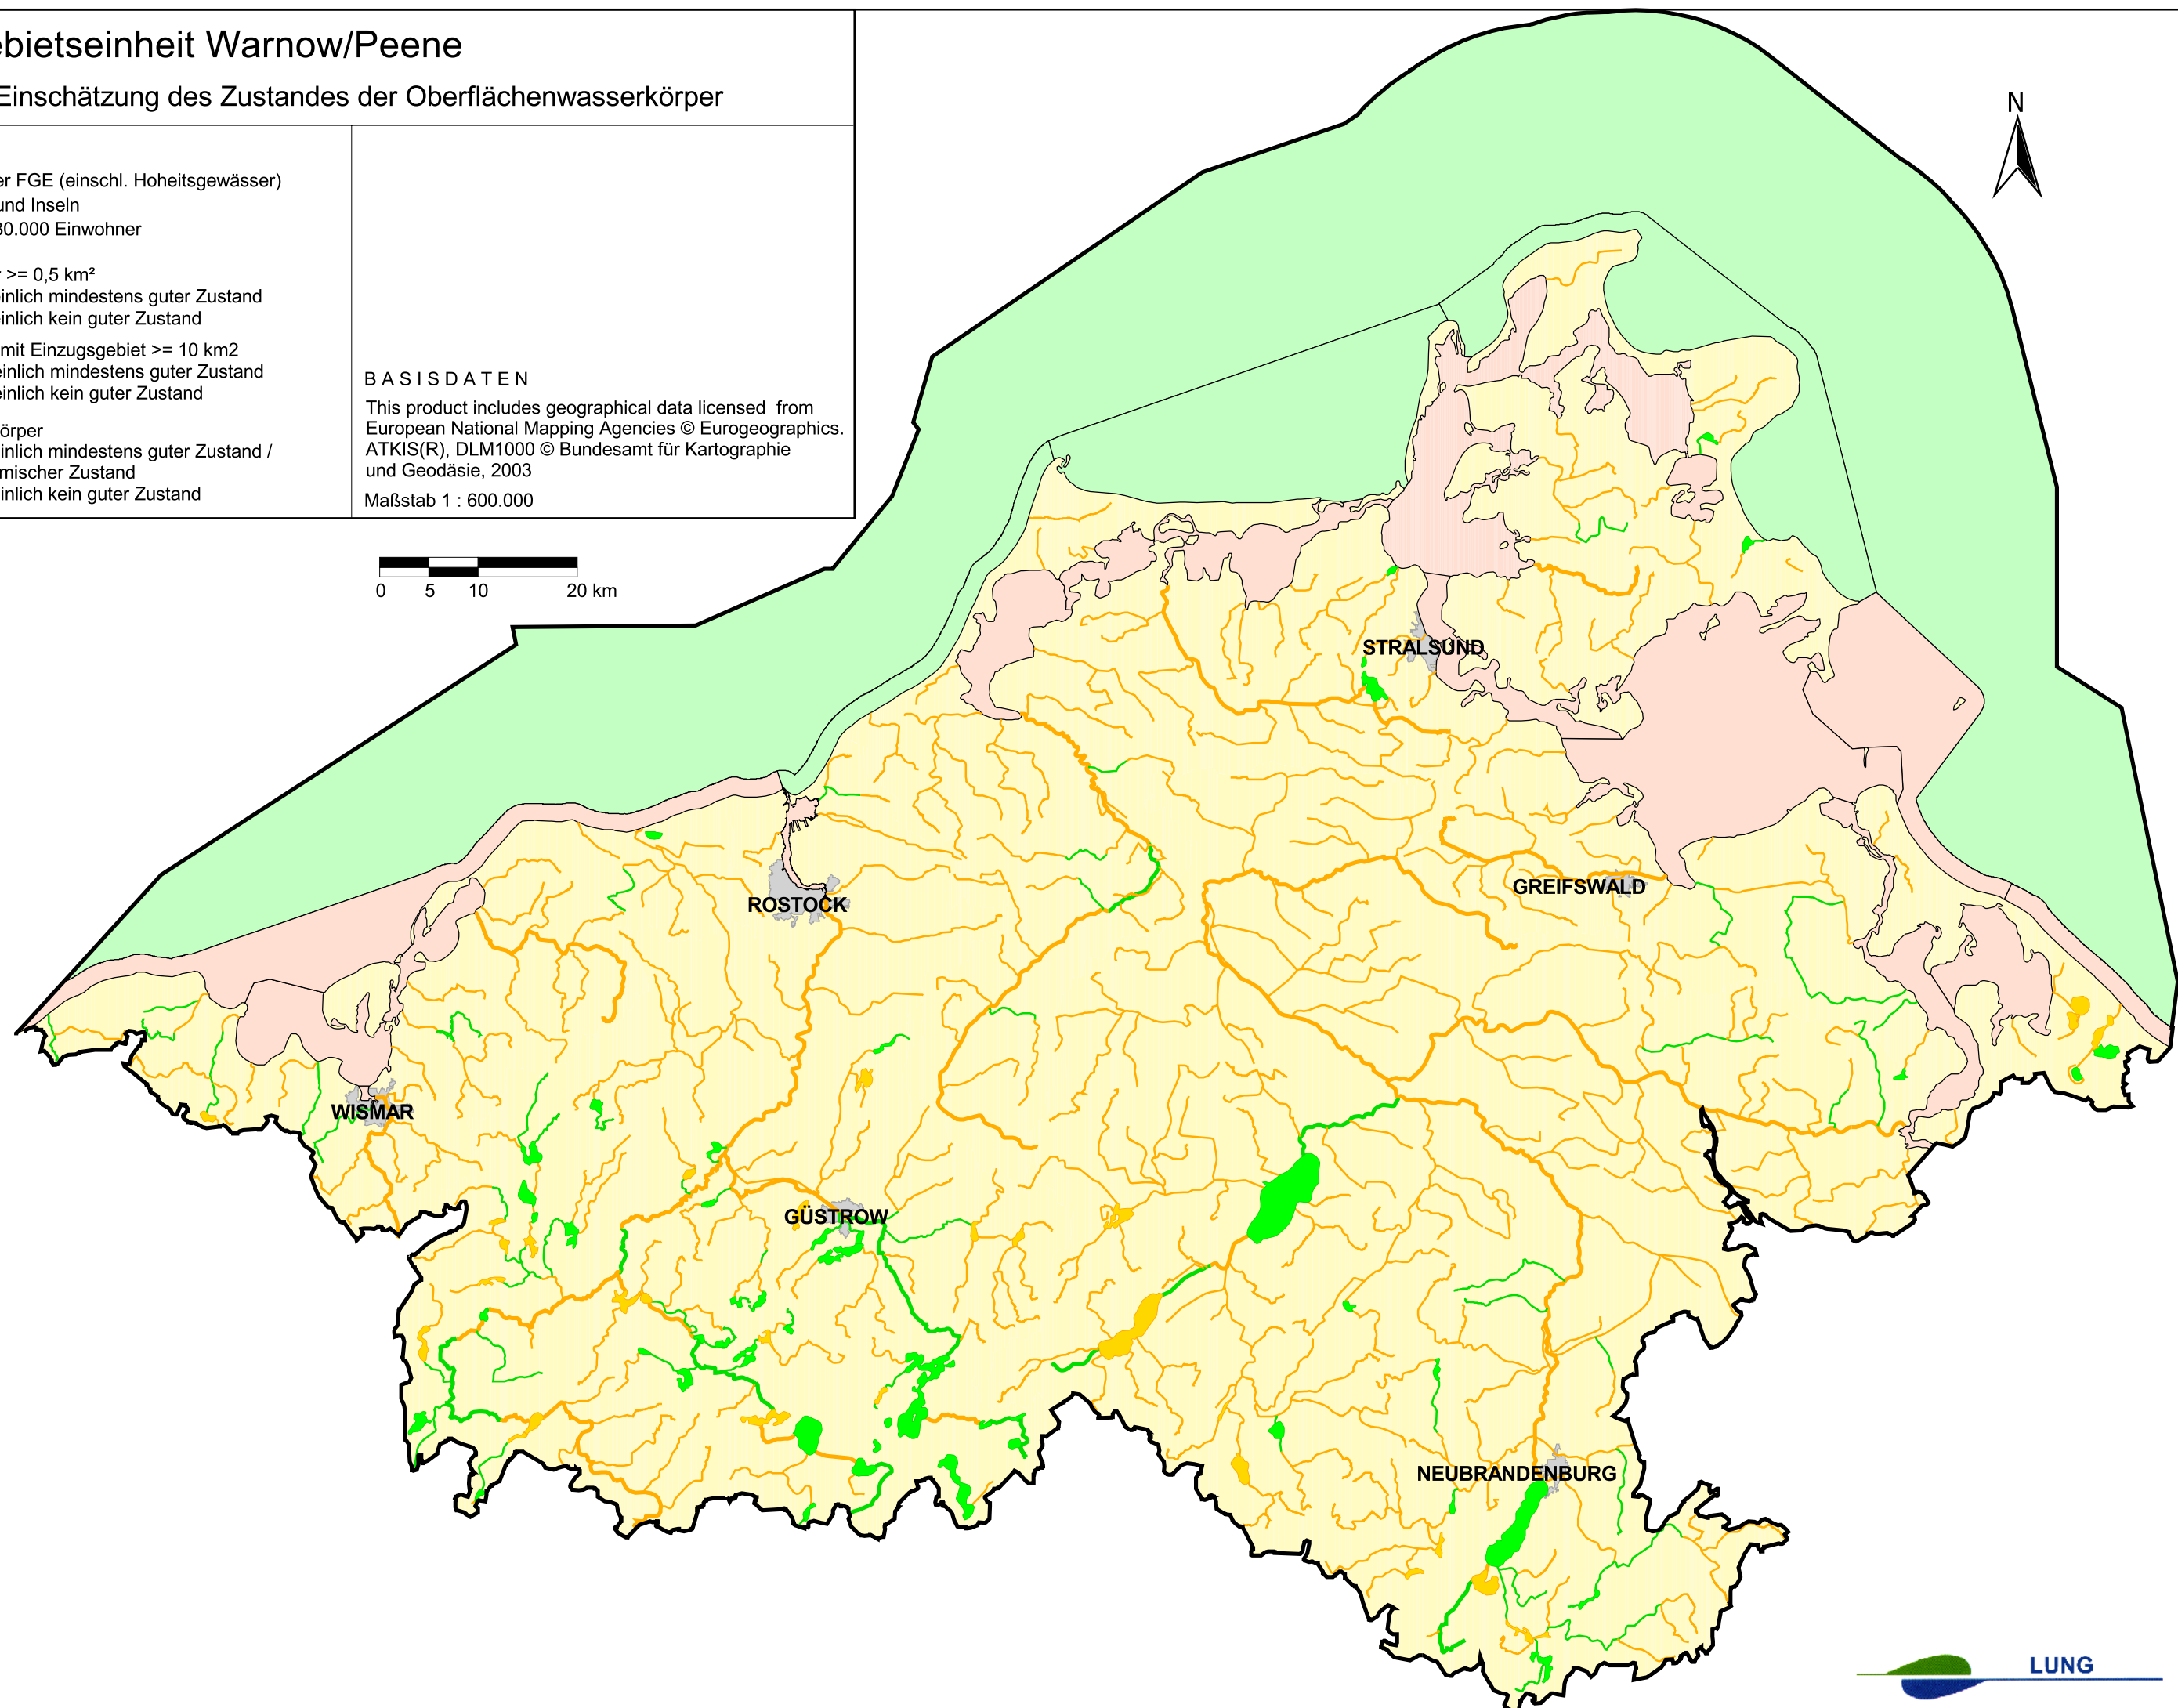 ebietseinheit Warnow/Peene
Einschätzung des Zustandes der Oberflächenwasserkörper
er FGE (einschl. Hoheitsgewässer)
und Inseln
30.000 Einwohner
>= 0,5 km²
inlich mindestens guter Zustand
inlich kein guter Zustand
mit Einzugsgebiet >= 10 km2
einlich mindestens guter Zustand
einlich kein guter Zustand
örper
inlich mindestens guter Zustand /
mischer Zustand
inlich kein guter Zustand
BASISDATEN
This product includes geographical data licensed from
European National Mapping Agencies © Eurogeographics.
ATKIS(R), DLM1000 © Bundesamt für Kartographie
und Geodäsie, 2003
Maßstab 1 : 600.000
0 5 10 20 km
N
STRALSUND
GREIFSWALD
ROSTOCK
WISMAR
GÜSTROW
NEUBRANDENBURG
LUNG